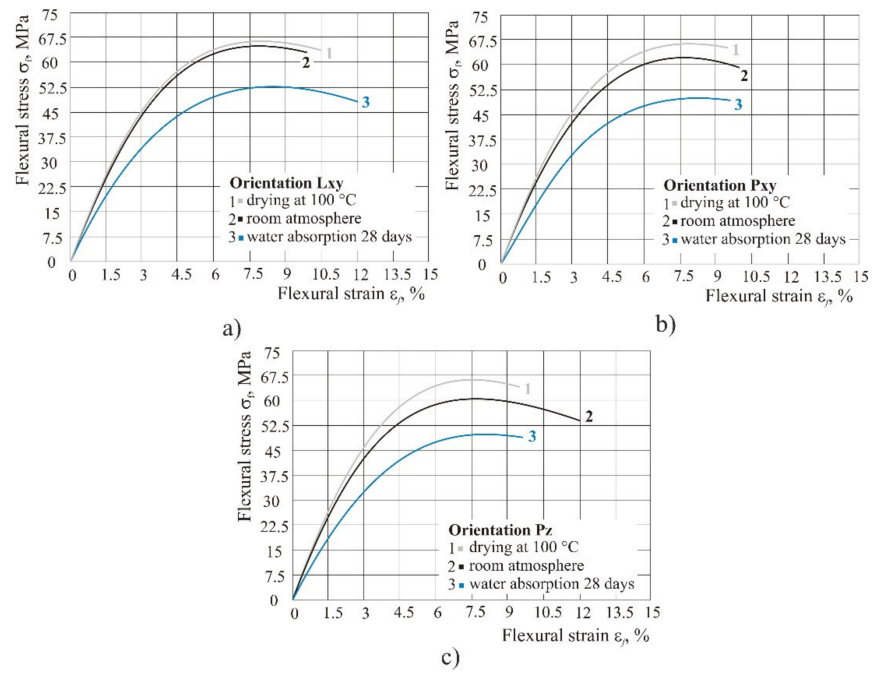 75
67.5
60
52.5
45
37.5
30
22.5
15
7.5
0
Flexural stress σf, MPa
1
2
3
Orientation Lxy
1 ▪ drying at 100 °C
2 ▪ room atmosphere
3 ▪ water absorption 28 days
0 1.5 3 4.5 6 7.5 9 10.5 12 13.5 15
Flexural strain εf, %
a)
75
67.5
60
52.5
45
37.5
30
22.5
15
7.5
0
Flexural stress σf, MPa
1
2
3
Orientation Pxy
1 ▪ drying at 100 °C
2 ▪ room atmosphere
3 ▪ water absorption 28 days
0 1.5 3 4.5 6 7.5 9 10.5 12 13.5 15
Flexural strain εf, %
b)
75
67.5
60
52.5
45
37.5
30
22.5
15
7.5
0
Flexural stress σf, MPa
1
2
3
Orientation Pz
1 ▪ drying at 100 °C
2 ▪ room atmosphere
3 ▪ water absorption 28 days
0 1.5 3 4.5 6 7.5 9 10.5 12 13.5 15
Flexural strain εf, %
c)